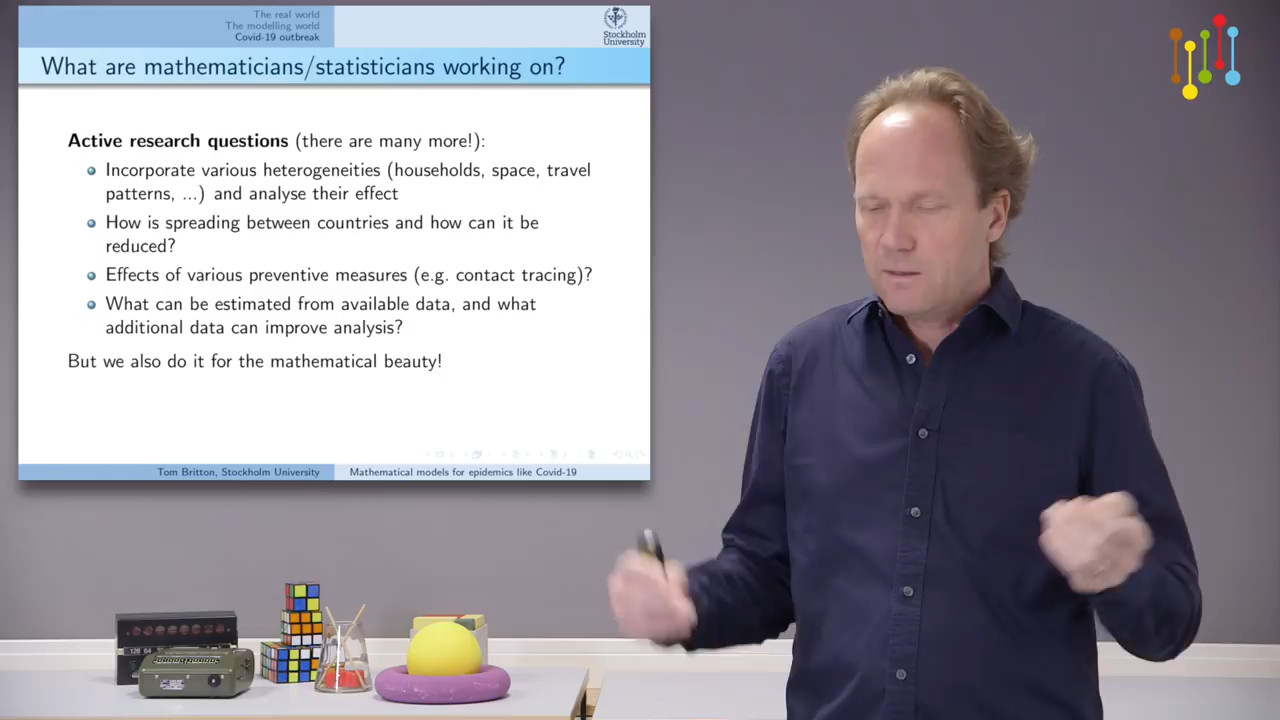 The real world
The modelling world
Covid-19 outbreak
Stockholm
University
What are mathematicians/statisticians working on?
Active research questions (there are many more!):
Incorporate various heterogeneities (households, space, travel
patterns, ...) and analyse their effect
How is spreading between countries and how can it be
reduced?
Effects of various preventive measures (e.g. contact tracing)?
What can be estimated from available data, and what
additional data can improve analysis?
But we also do it for the mathematical beauty!
Tom Britton, Stockholm University
Mathematical models for epidemics like Covid-19
128 64